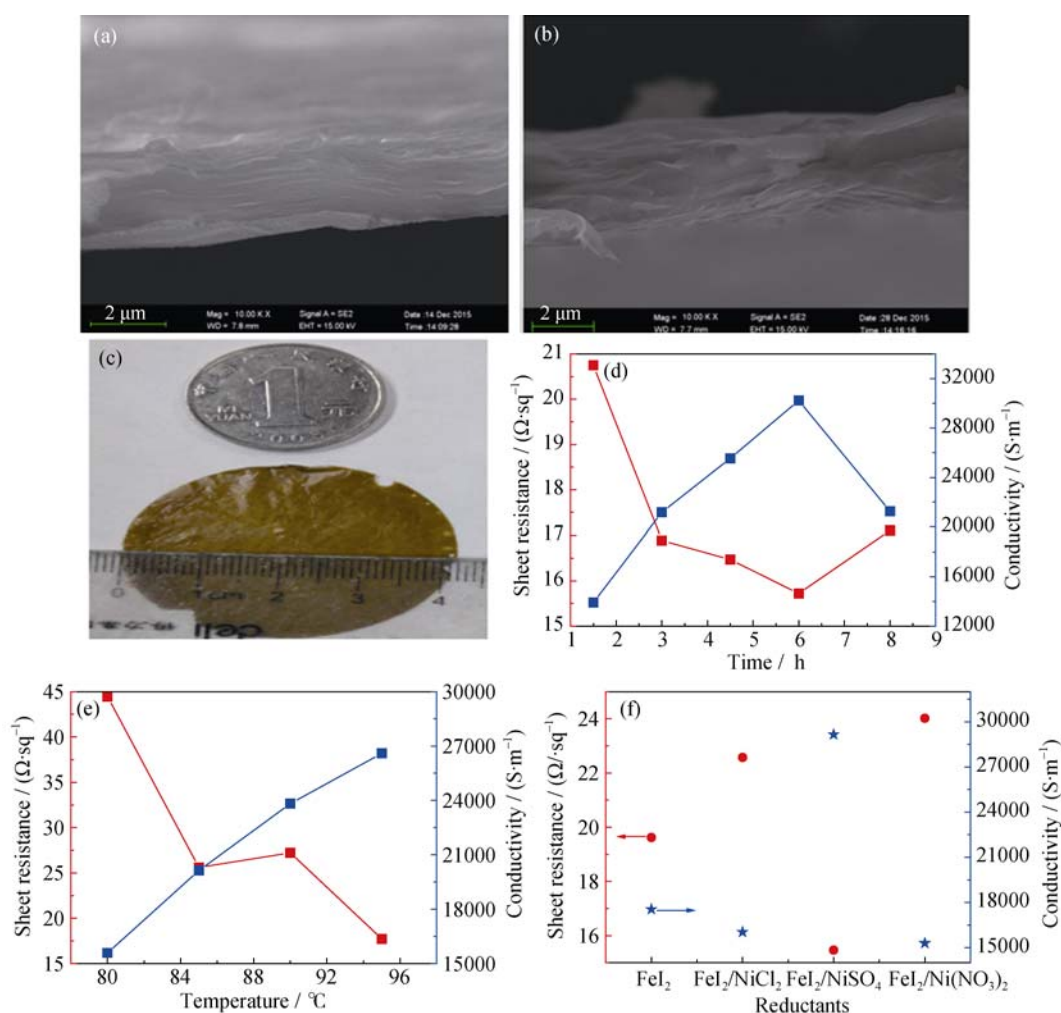 (a)
2 μm
Mag = 10.00 K X Signal A = SE2 Date :14 Dec 2015
WD = 7.8 mm EHT = 15.00 kV Time :14:09:28
(b)
2 μm
Mag = 10.00 K X Signal A = SE2 Date :28 Dec 2015
WD = 7.7 mm EHT = 15.00 kV Time :14:16:16
(c)
1
YUAN
0 1 2 3 4
deli
(d)
21
20
19
18
17
16
15
Sheet resistance / (Ω·sq⁻¹)
32000
28000
24000
20000
16000
12000
Conductivity / (S·m⁻¹)
1 2 3 4 5 6 7 8 9
Time / h
(e)
45
40
35
30
25
20
15
Sheet resistance / (Ω·sq⁻¹)
30000
27000
24000
21000
18000
15000
Conductivity / (S·m⁻¹)
80 84 88 92 96
Temperature / °C
(f)
24
22
20
18
16
Sheet resistance / (Ω/·sq⁻¹)
30000
27000
24000
21000
18000
15000
Conductivity / (S·m⁻¹)
FeI₂ FeI₂/NiCl₂ FeI₂/NiSO₄ FeI₂/Ni(NO₃)₂
Reductants